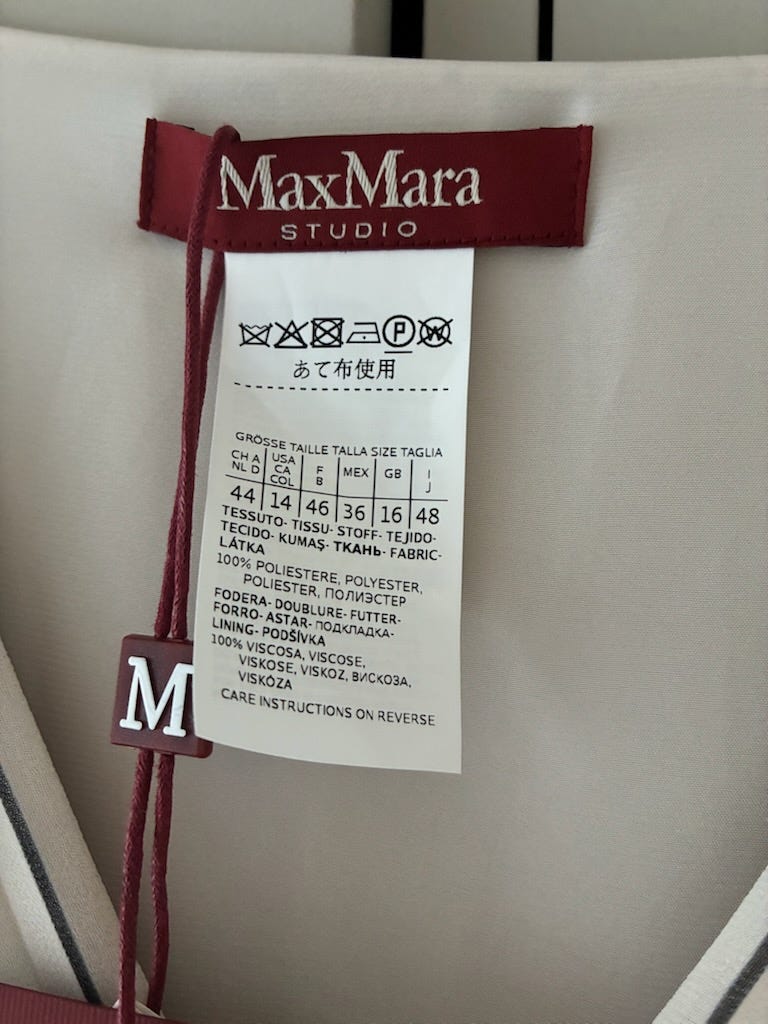 MaxMara
STUDIO
P W
あて布使用
GRÖSSE TAILLE TALLA SIZE TAGLIA
CH A NL D USA CA COL F B MEX GB I J
44 14 46 36 16 48
TESSUTO- TISSU- STOFF- TEJIDO-
TECIDO- KUMAŞ- ТКАНЬ- FABRIC-
LÁTKA
100% POLIESTERE, POLYESTER,
POLIESTER, ПОЛИЭСТЕР
FODERA- DOUBLURE- FUTTER-
FORRO- ASTAR- ПОДКЛАДКА-
LINING- PODŠÍVKA
100% VISCOSA, VISCOSE,
VISKOSE, VISKOZ, ВИСКОЗА,
VISKÓZA
CARE INSTRUCTIONS ON REVERSE
M